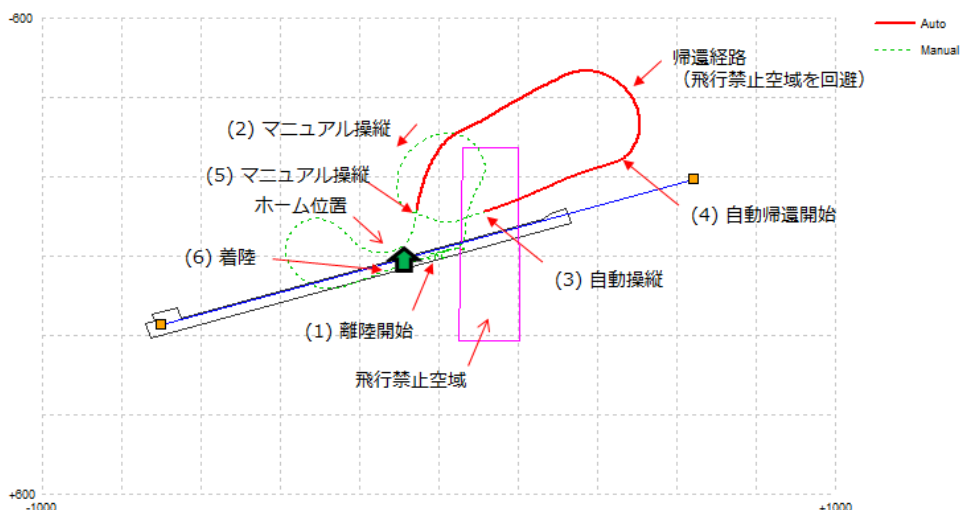 -600
Auto
Manual
帰還経路
（飛行禁止空域を回避）
(2) マニュアル操縦
(5) マニュアル操縦
ホーム位置
(4) 自動帰還開始
(6) 着陸
(3) 自動操縦
(1) 離陸開始
飛行禁止空域
+600
-1000
+1000